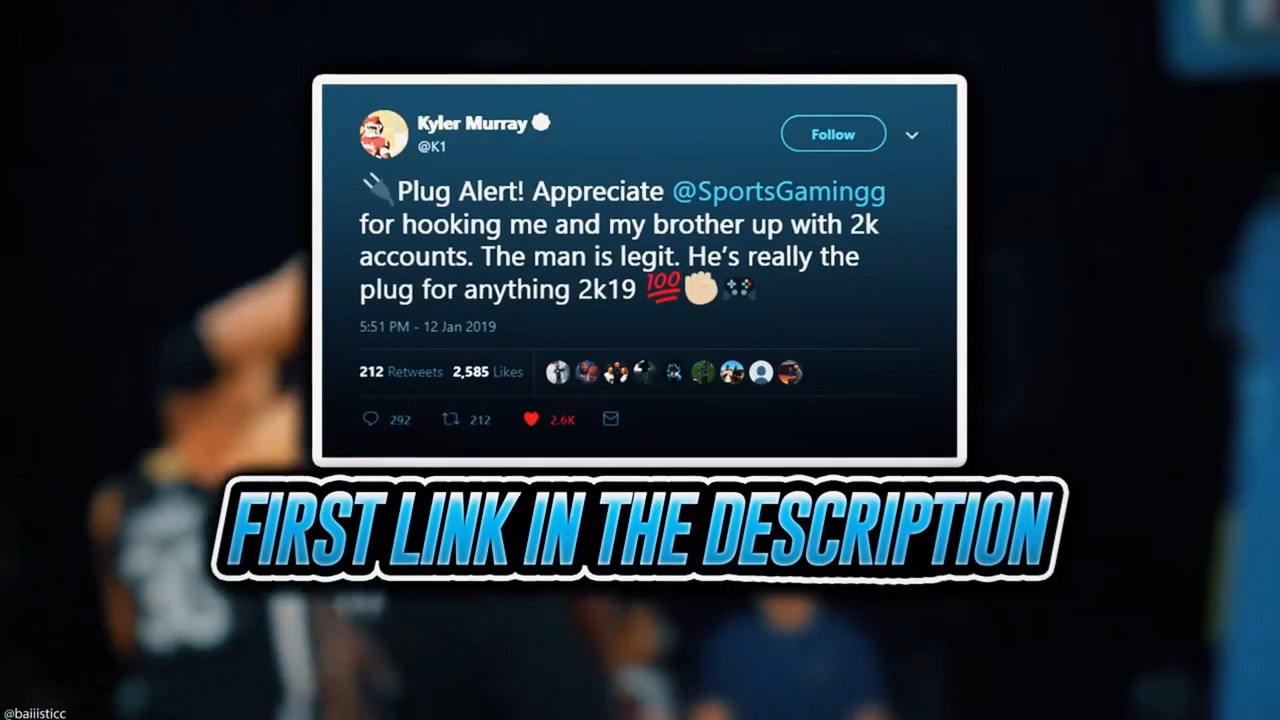 Kyler Murray
@K1
Follow
🔌Plug Alert! Appreciate @SportsGamingg
for hooking me and my brother up with 2k
accounts. The man is legit. He’s really the
plug for anything 2k19 💯✊🏼🎮
5:51 PM - 12 Jan 2019
212 Retweets 2,585 Likes
292 212 2.6K
FIRST LINK IN THE DESCRIPTION
@baiiisticc